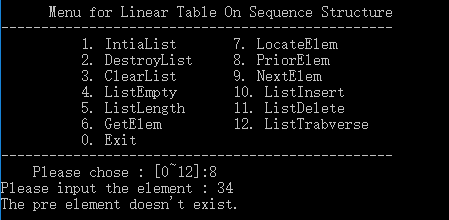 Menu for Linear Table On Sequence Structure
-------------------------------------------------
1. IntiaList 7. LocateElem
2. DestroyList 8. PriorElem
3. ClearList 9. NextElem
4. ListEmpty 10. ListInsert
5. ListLength 11. ListDelete
6. GetElem 12. ListTrabverse
0. Exit
-------------------------------------------------
Please chose : [0~12]:8
Please input the element : 34
The pre element doesn't exist.